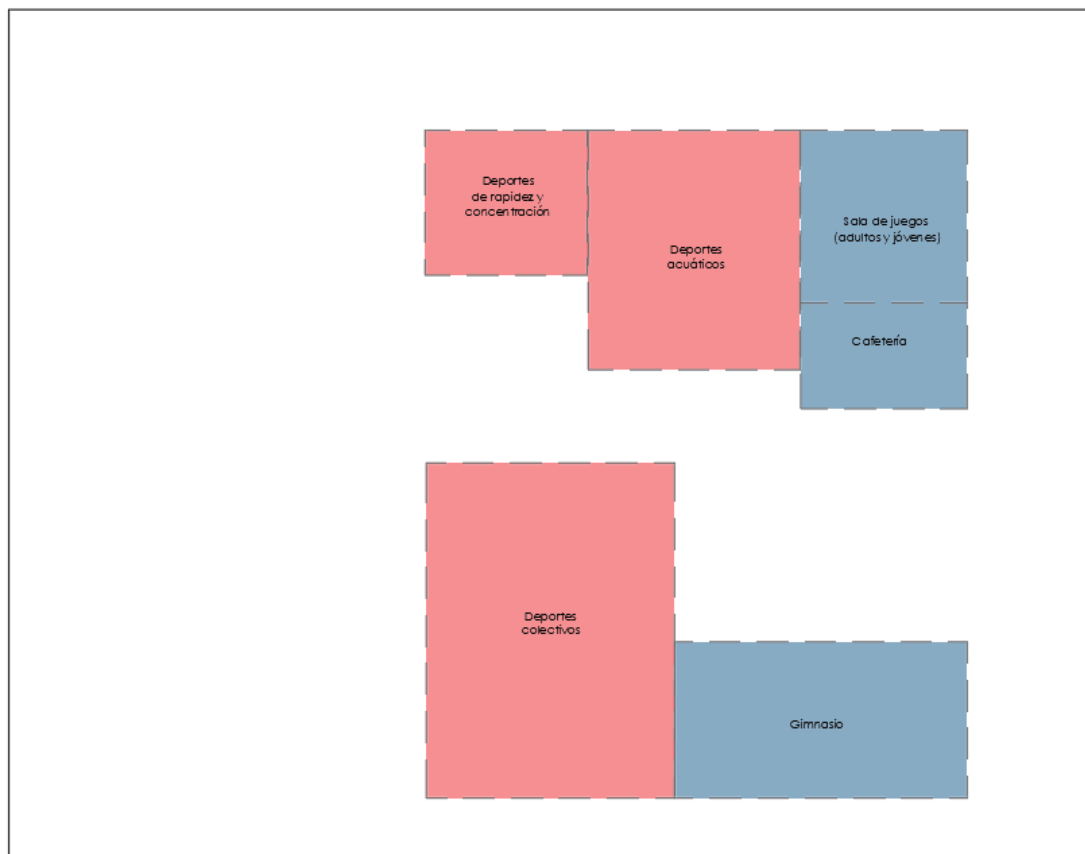 Deportes
de rapidez y
concentración
Deportes
acuáticos
Sala de juegos
(adultos y jóvenes)
Cafetería
Deportes
colectivos
Gimnasio